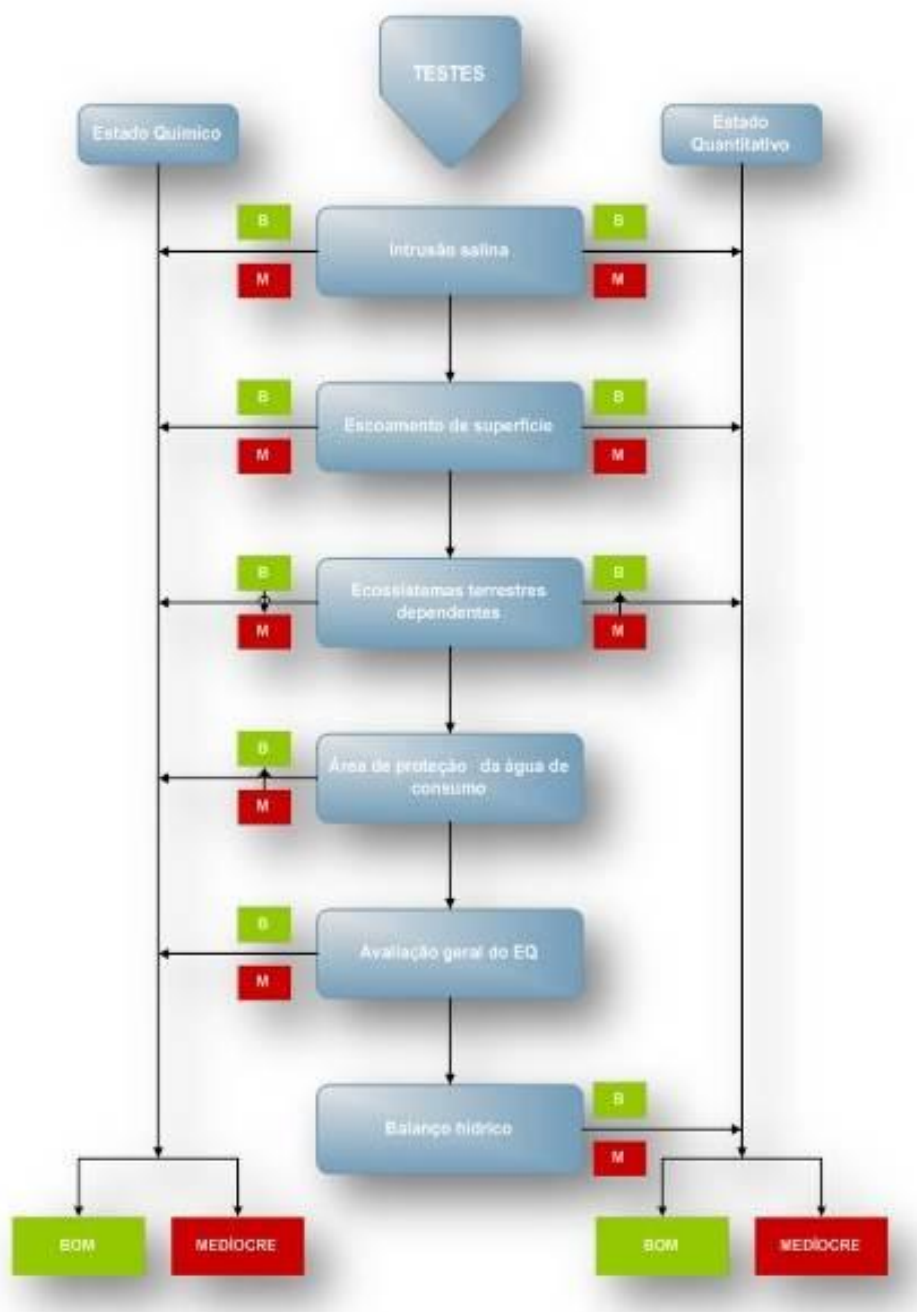 TESTES
Estado Químico
Estado
Quantitativo
B
B
Intrusão salina
M
M
B
B
Escoamento de superfície
M
M
B
B
Ecossistemas terrestres
dependentes
M
M
B
Área de proteção da água de
consumo
M
B
Avaliação geral do EQ
M
B
Balanço hídrico
M
BOM
MEDÍOCRE
BOM
MEDÍOCRE